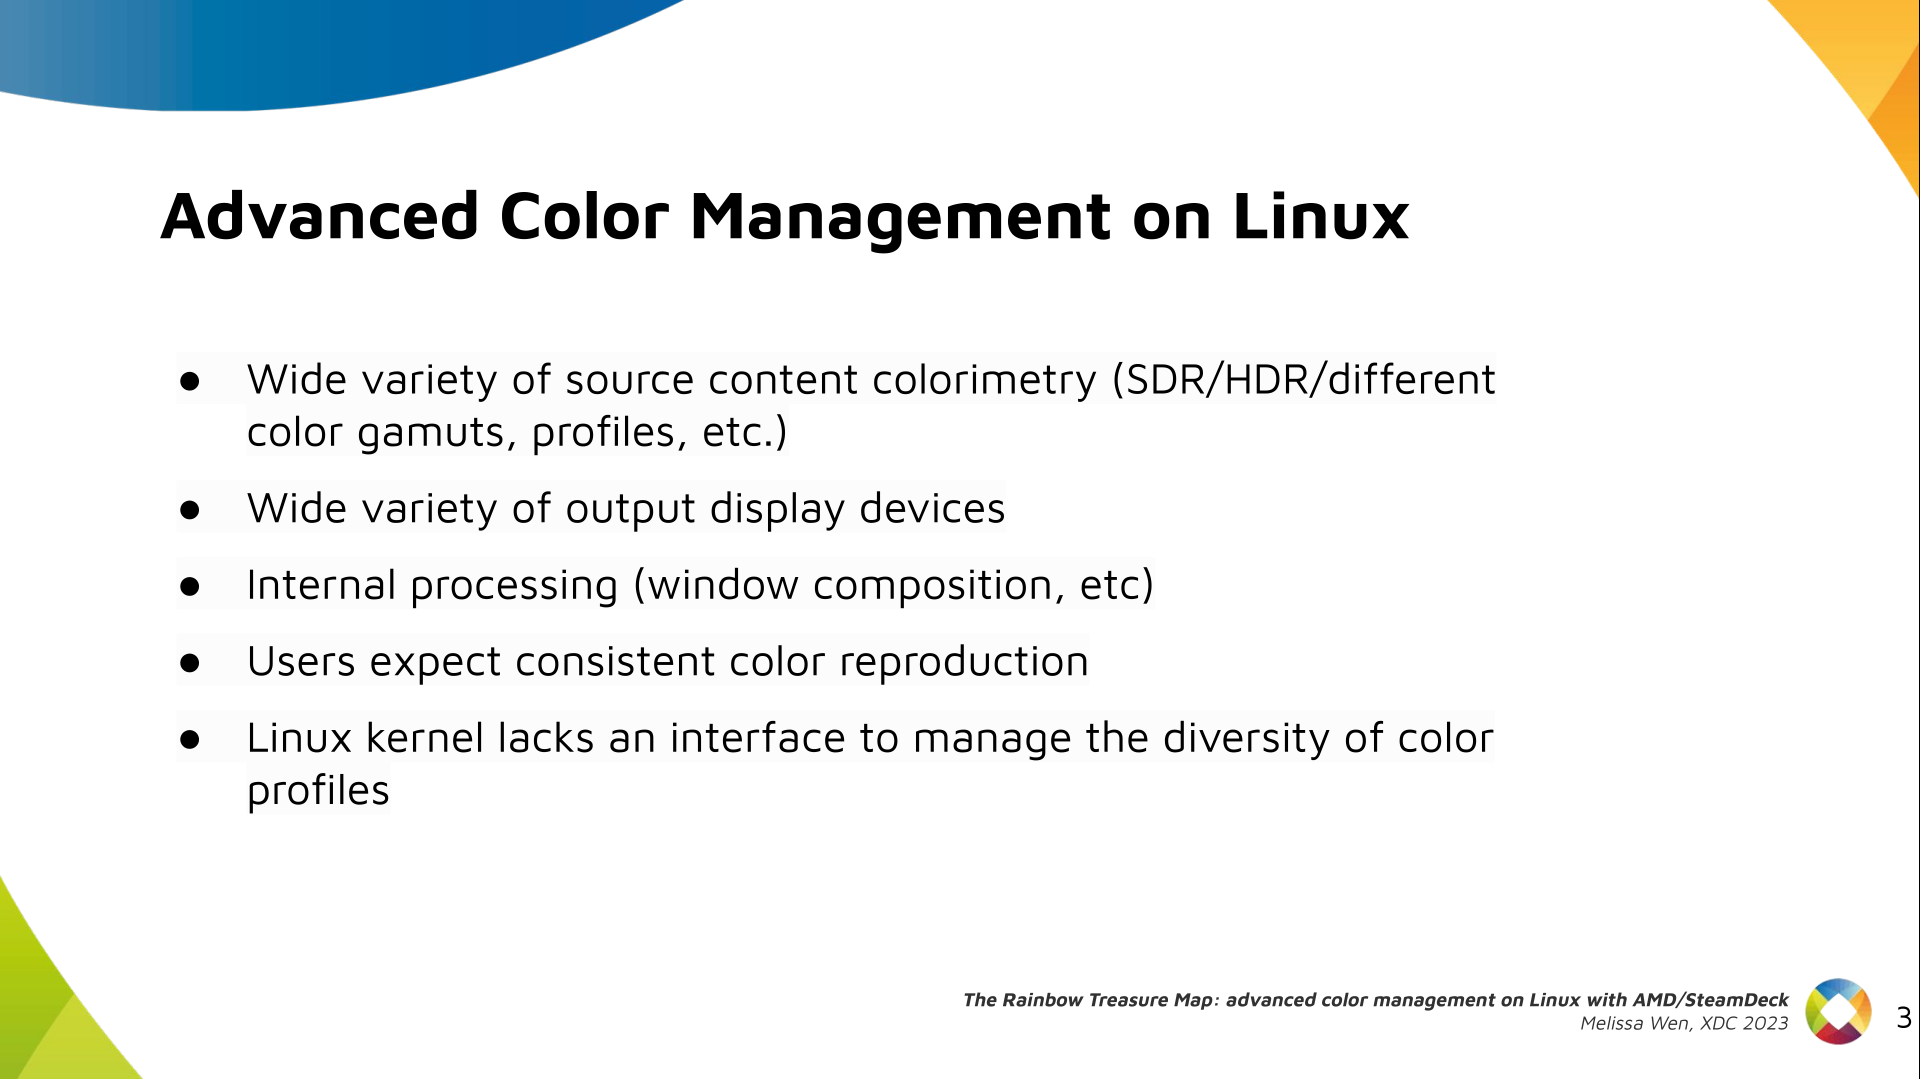 Advanced Color Management on Linux
● Wide variety of source content colorimetry (SDR/HDR/different
color gamuts, profiles, etc.)
● Wide variety of output display devices
● Internal processing (window composition, etc)
● Users expect consistent color reproduction
● Linux kernel lacks an interface to manage the diversity of color
profiles
The Rainbow Treasure Map: advanced color management on Linux with AMD/SteamDeck
Melissa Wen, XDC 2023
3